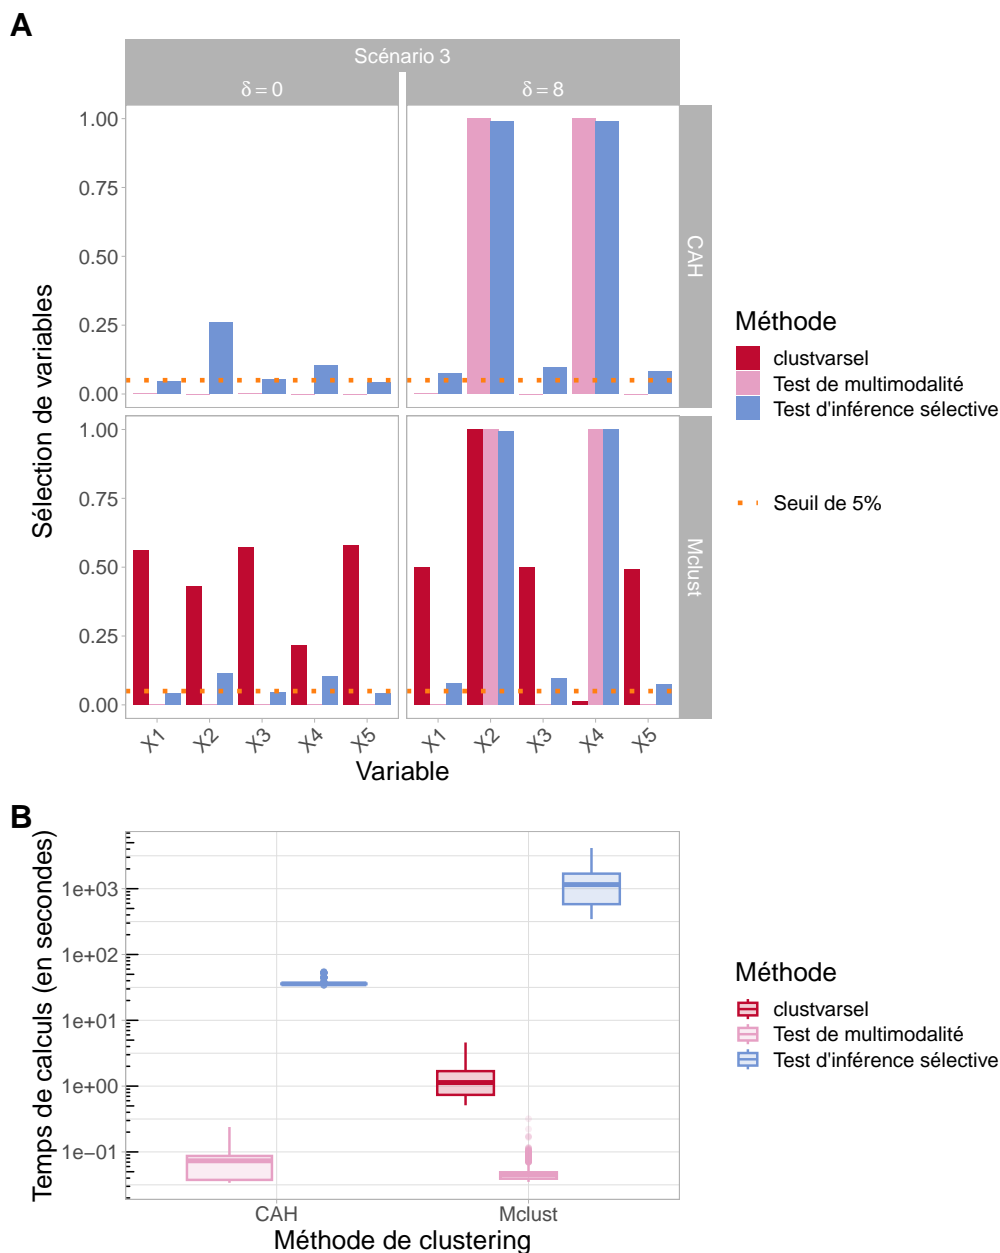 A
Scénario 3
δ = 0
δ = 8
1.00
0.75
0.50
0.25
0.00
CAH
1.00
0.75
0.50
0.25
0.00
Mclust
Sélection de variables
X1 X2 X3 X4 X5
X1 X2 X3 X4 X5
Variable
Méthode
clustvarsel
Test de multimodalité
Test d'inférence sélective
Seuil de 5%
B
Temps de calculs (en secondes)
1e+03
1e+02
1e+01
1e+00
1e−01
CAH
Mclust
Méthode de clustering
Méthode
clustvarsel
Test de multimodalité
Test d'inférence sélective